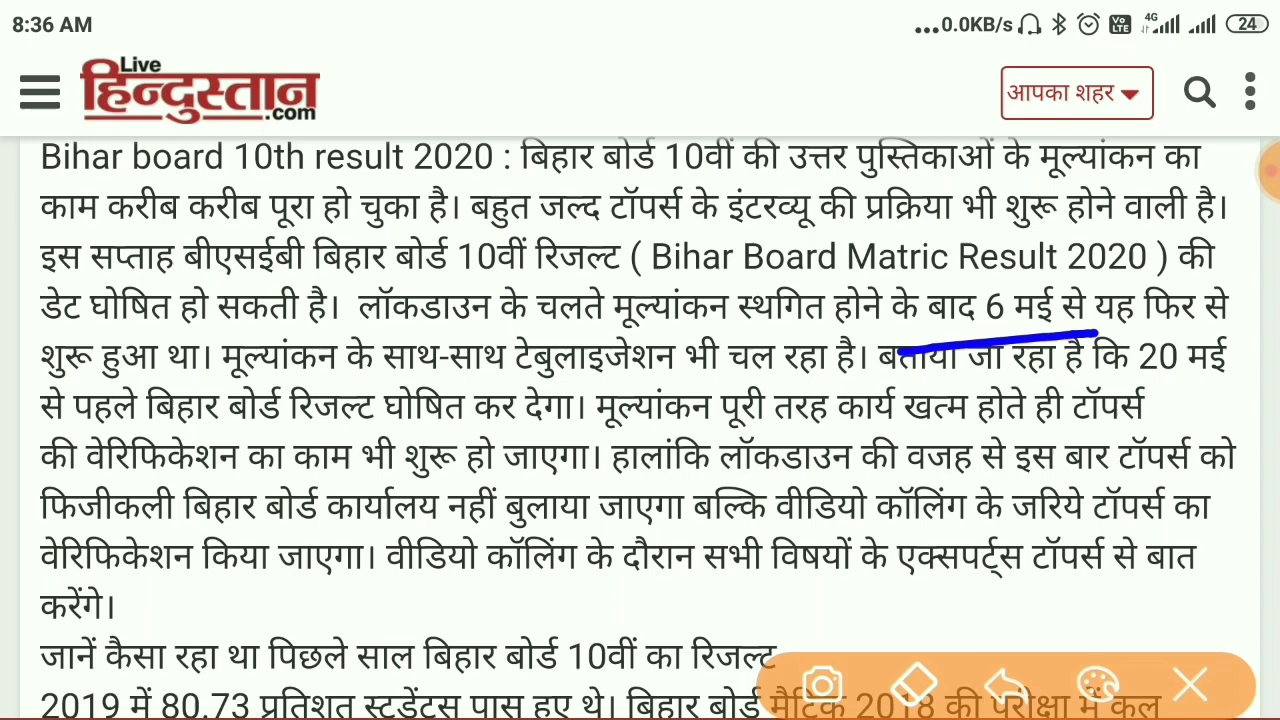 8:36 AM
...0.0KB/s
Vo LTE
4G
24
Live
हिन्दुस्तान
.com
आपका शहर
Bihar board 10th result 2020 : बिहार बोर्ड 10वीं की उत्तर पुस्तिकाओं के मूल्यांकन का
काम करीब करीब पूरा हो चुका है। बहुत जल्द टॉपर्स के इंटरव्यू की प्रक्रिया भी शुरू होने वाली है।
इस सप्ताह बीएसईबी बिहार बोर्ड 10वीं रिजल्ट ( Bihar Board Matric Result 2020 ) की
डेट घोषित हो सकती है। लॉकडाउन के चलते मूल्यांकन स्थगित होने के बाद 6 मई से यह फिर से
शुरू हुआ था। मूल्यांकन के साथ-साथ टेबुलाइजेशन भी चल रहा है। बताया जा रहा है कि 20 मई
से पहले बिहार बोर्ड रिजल्ट घोषित कर देगा। मूल्यांकन पूरी तरह कार्य खत्म होते ही टॉपर्स
की वेरिफिकेशन का काम भी शुरू हो जाएगा। हालांकि लॉकडाउन की वजह से इस बार टॉपर्स को
फिजीकली बिहार बोर्ड कार्यालय नहीं बुलाया जाएगा बल्कि वीडियो कॉलिंग के जरिये टॉपर्स का
वेरिफिकेशन किया जाएगा। वीडियो कॉलिंग के दौरान सभी विषयों के एक्सपर्ट्स टॉपर्स से बात
करेंगे।
जानें कैसा रहा था पिछले साल बिहार बोर्ड 10वीं का रिजल्ट
2019 में 80.73 प्रतिशत स्टूडेंट्स पास हुए थे। बिहार बोर्ड मैट्रिक 2018 की परीक्षा में कुल